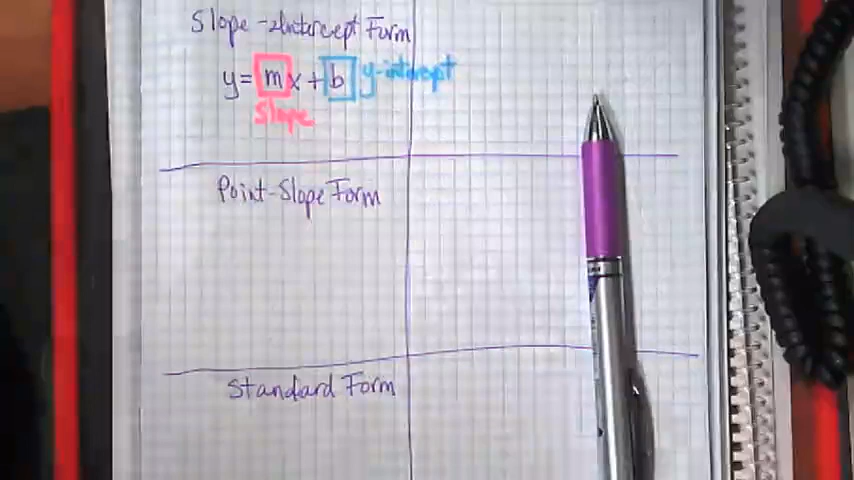 Slope-Intercept Form
y = mx + b y-intercept
Slope
Point-Slope Form
Standard Form